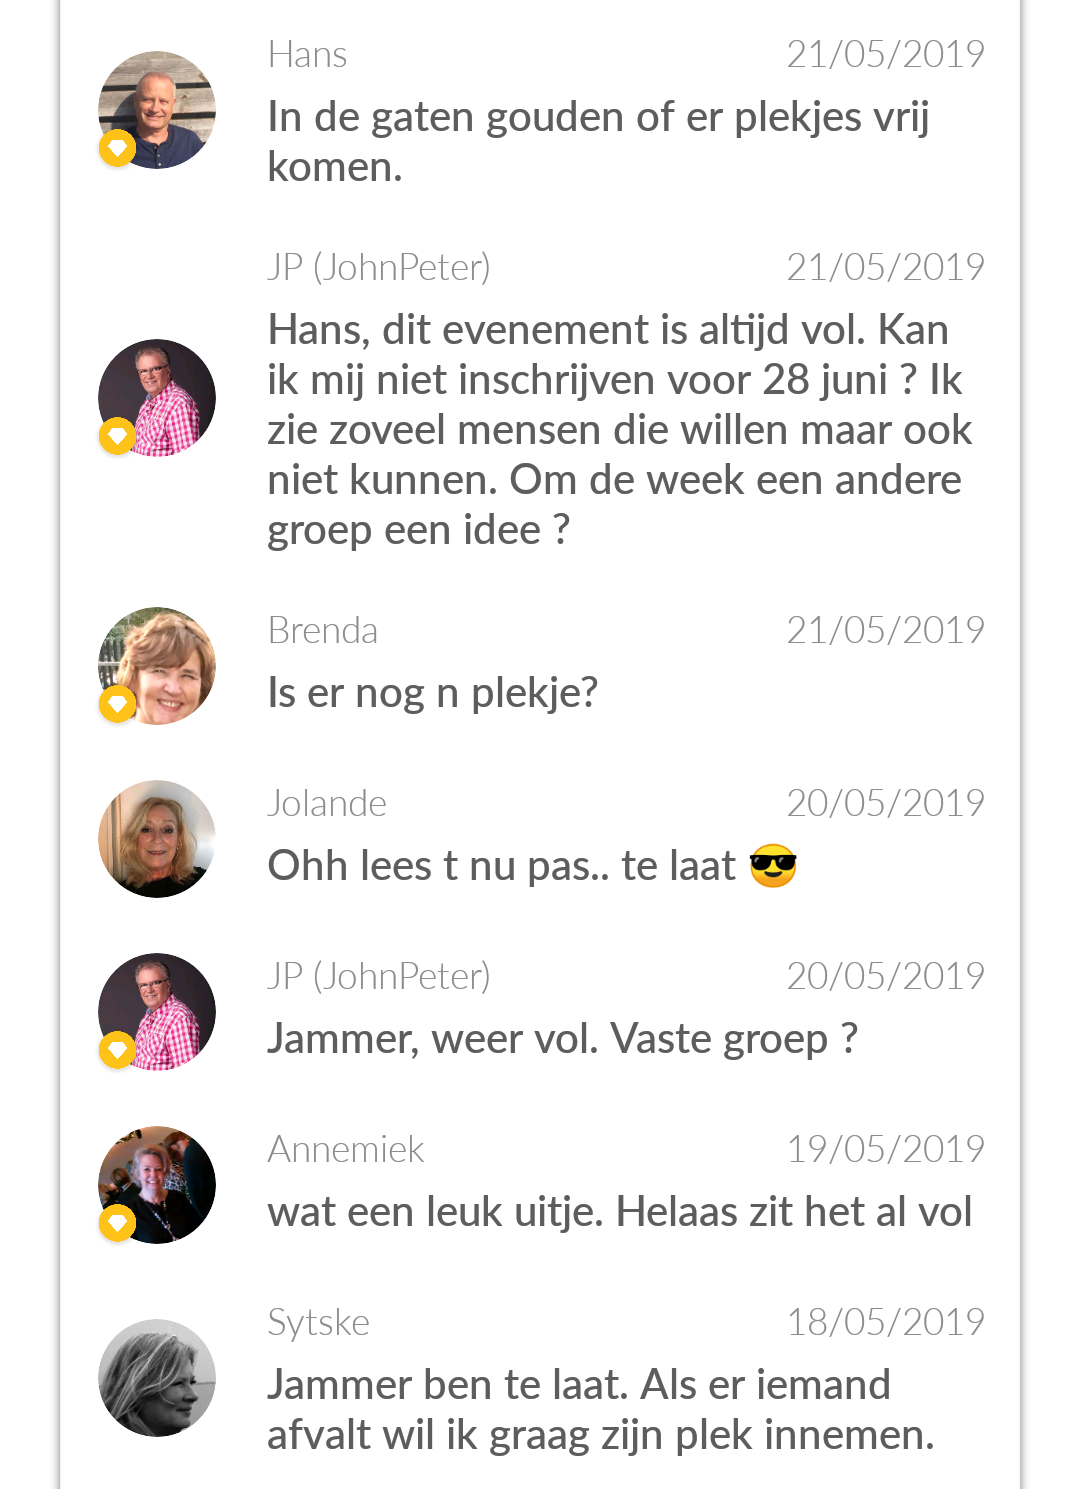 Hans 21/05/2019
In de gaten gouden of er plekjes vrij
komen.
JP (JohnPeter) 21/05/2019
Hans, dit evenement is altijd vol. Kan
ik mij niet inschrijven voor 28 juni ? Ik
zie zoveel mensen die willen maar ook
niet kunnen. Om de week een andere
groep een idee ?
Brenda 21/05/2019
Is er nog n plekje?
Jolande 20/05/2019
Ohh lees t nu pas.. te laat 😎
JP (JohnPeter) 20/05/2019
Jammer, weer vol. Vaste groep ?
Annemiek 19/05/2019
wat een leuk uitje. Helaas zit het al vol
Sytske 18/05/2019
Jammer ben te laat. Als er iemand
afvalt wil ik graag zijn plek innemen.